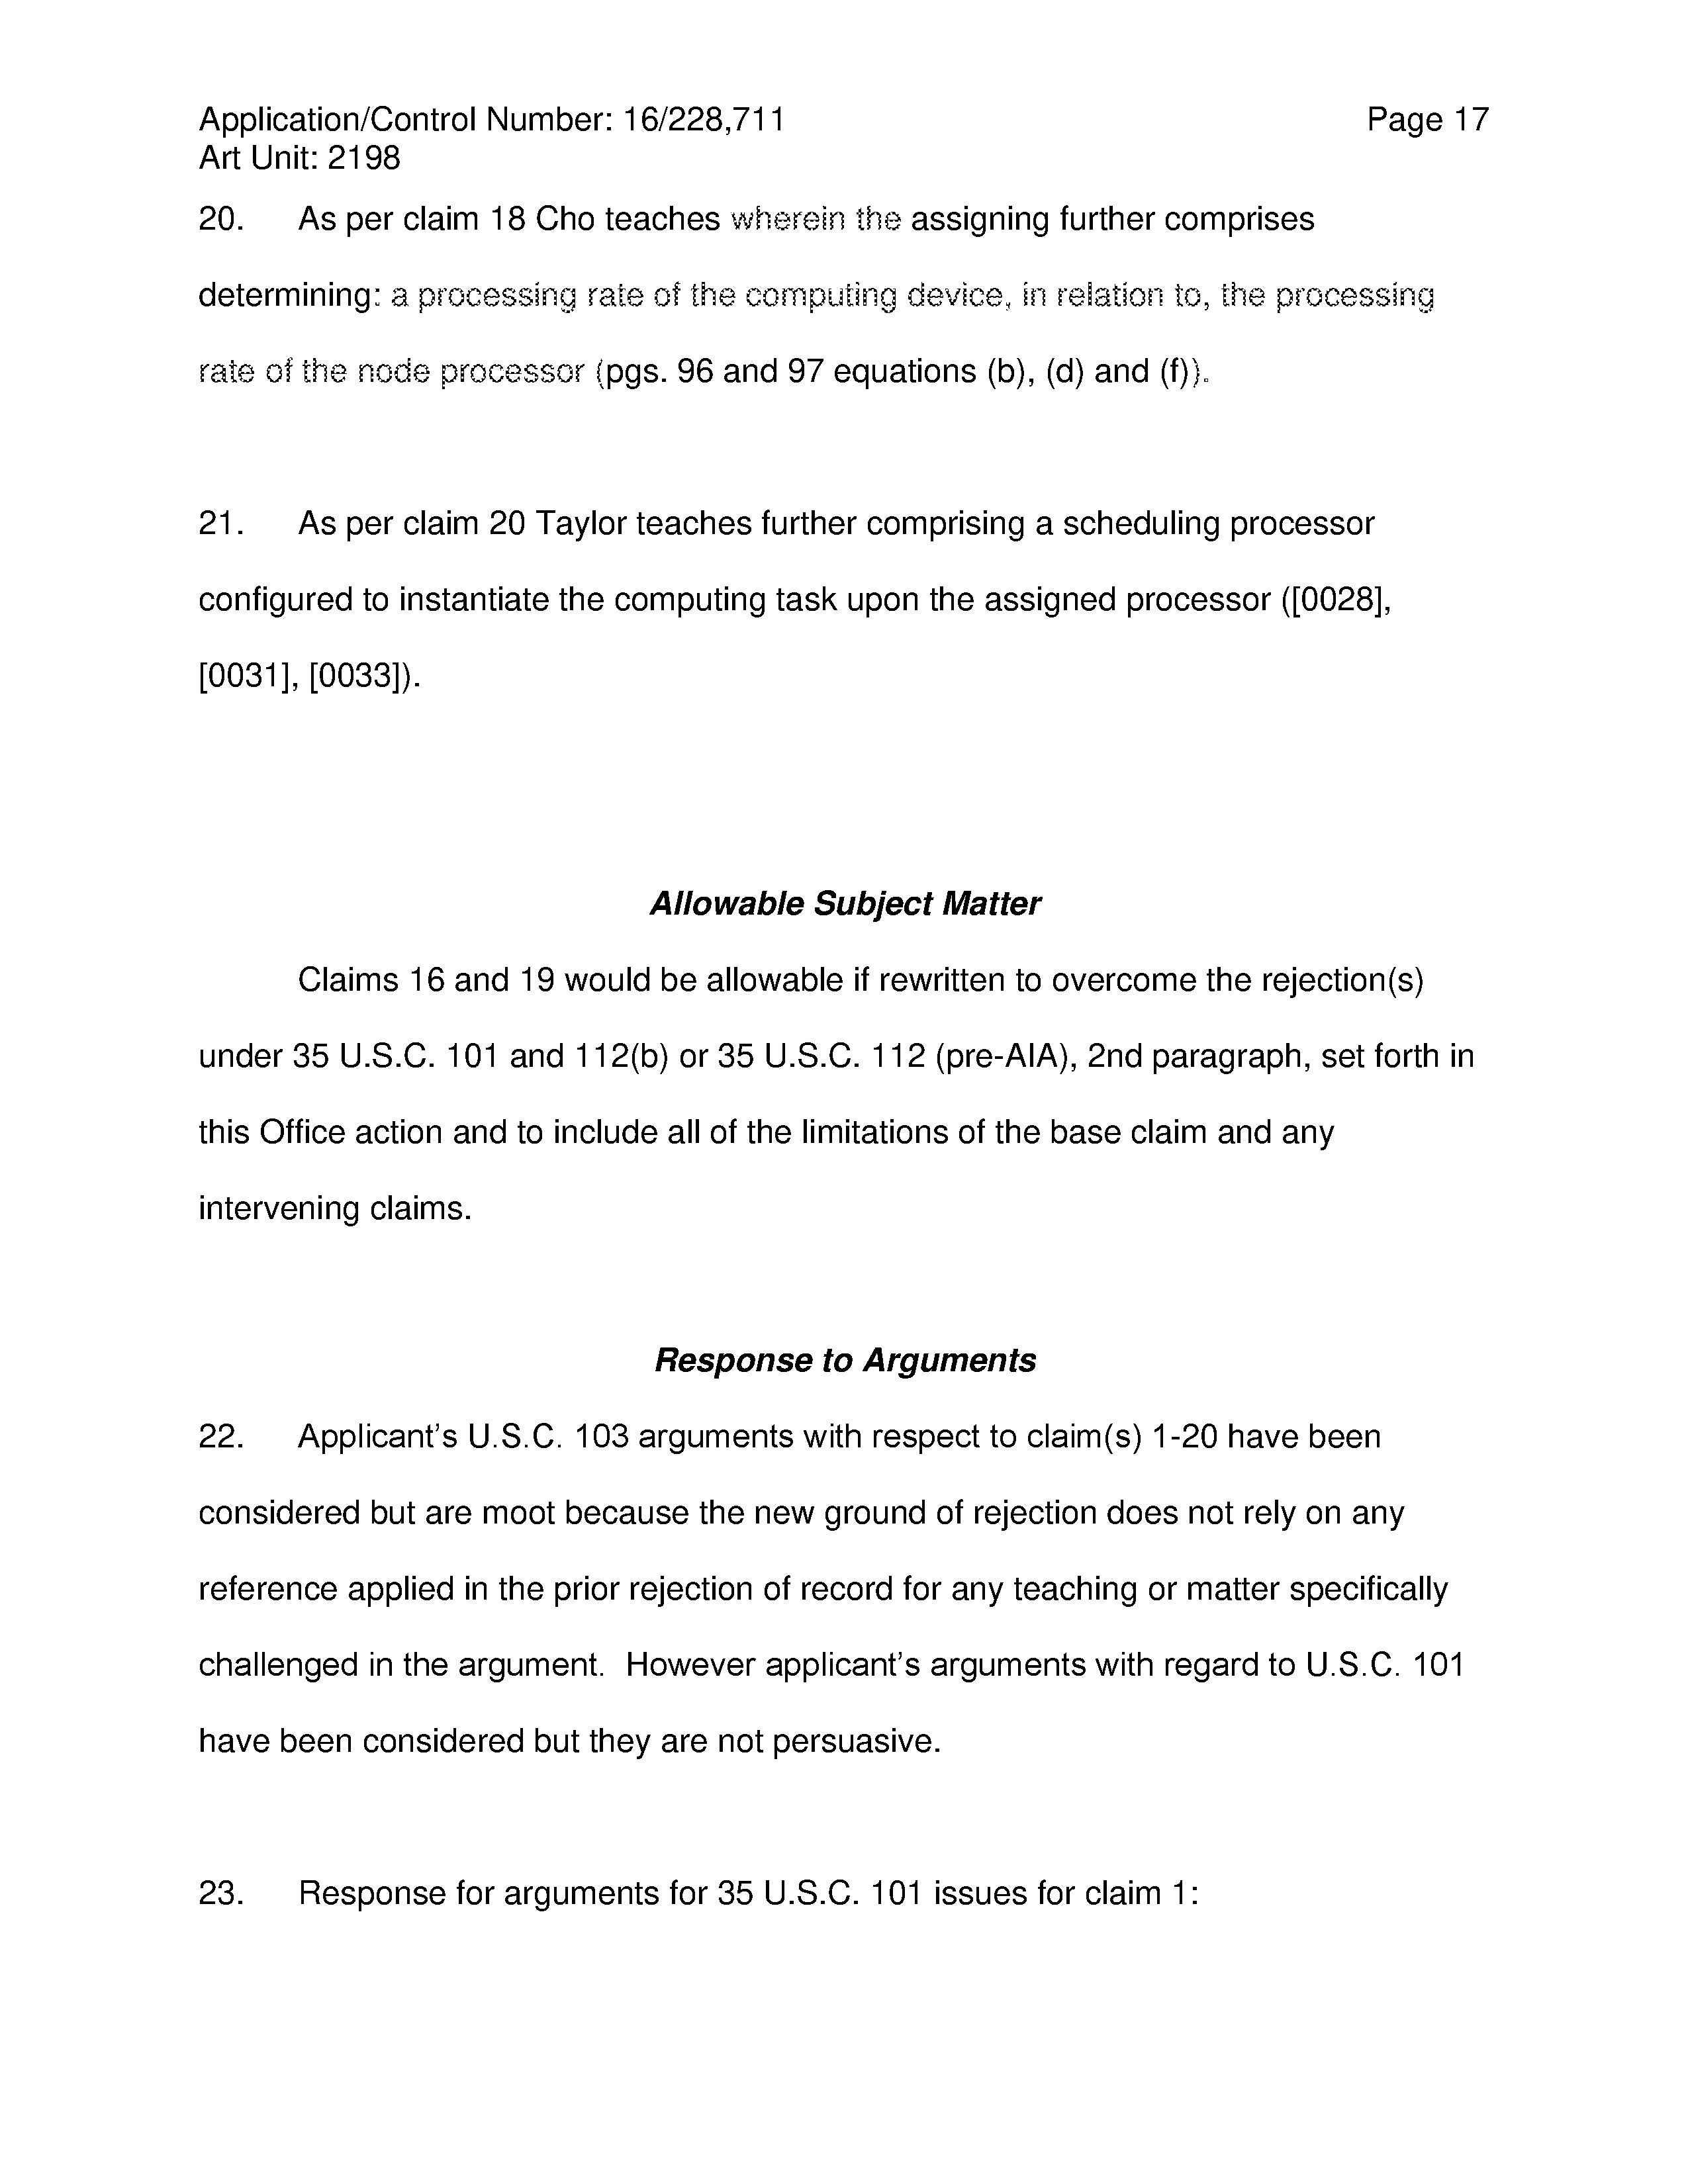 Application/Control Number: 16/228,711 Page 17
Art Unit: 2198
20. As per claim 18 Cho teaches wherein the assigning further comprises
determining: a processing rate of the computing device, in relation to, the processing
rate of the node processor (pgs. 96 and 97 equations (b), (d) and (f)).
21. As per claim 20 Taylor teaches further comprising a scheduling processor
configured to instantiate the computing task upon the assigned processor ([0028],
[0031], [0033]).
Allowable Subject Matter
Claims 16 and 19 would be allowable if rewritten to overcome the rejection(s)
under 35 U.S.C. 101 and 112(b) or 35 U.S.C. 112 (pre-AIA), 2nd paragraph, set forth in
this Office action and to include all of the limitations of the base claim and any
intervening claims.
Response to Arguments
22. Applicant’s U.S.C. 103 arguments with respect to claim(s) 1-20 have been
considered but are moot because the new ground of rejection does not rely on any
reference applied in the prior rejection of record for any teaching or matter specifically
challenged in the argument.  However applicant’s arguments with regard to U.S.C. 101
have been considered but they are not persuasive.
23. Response for arguments for 35 U.S.C. 101 issues for claim 1: